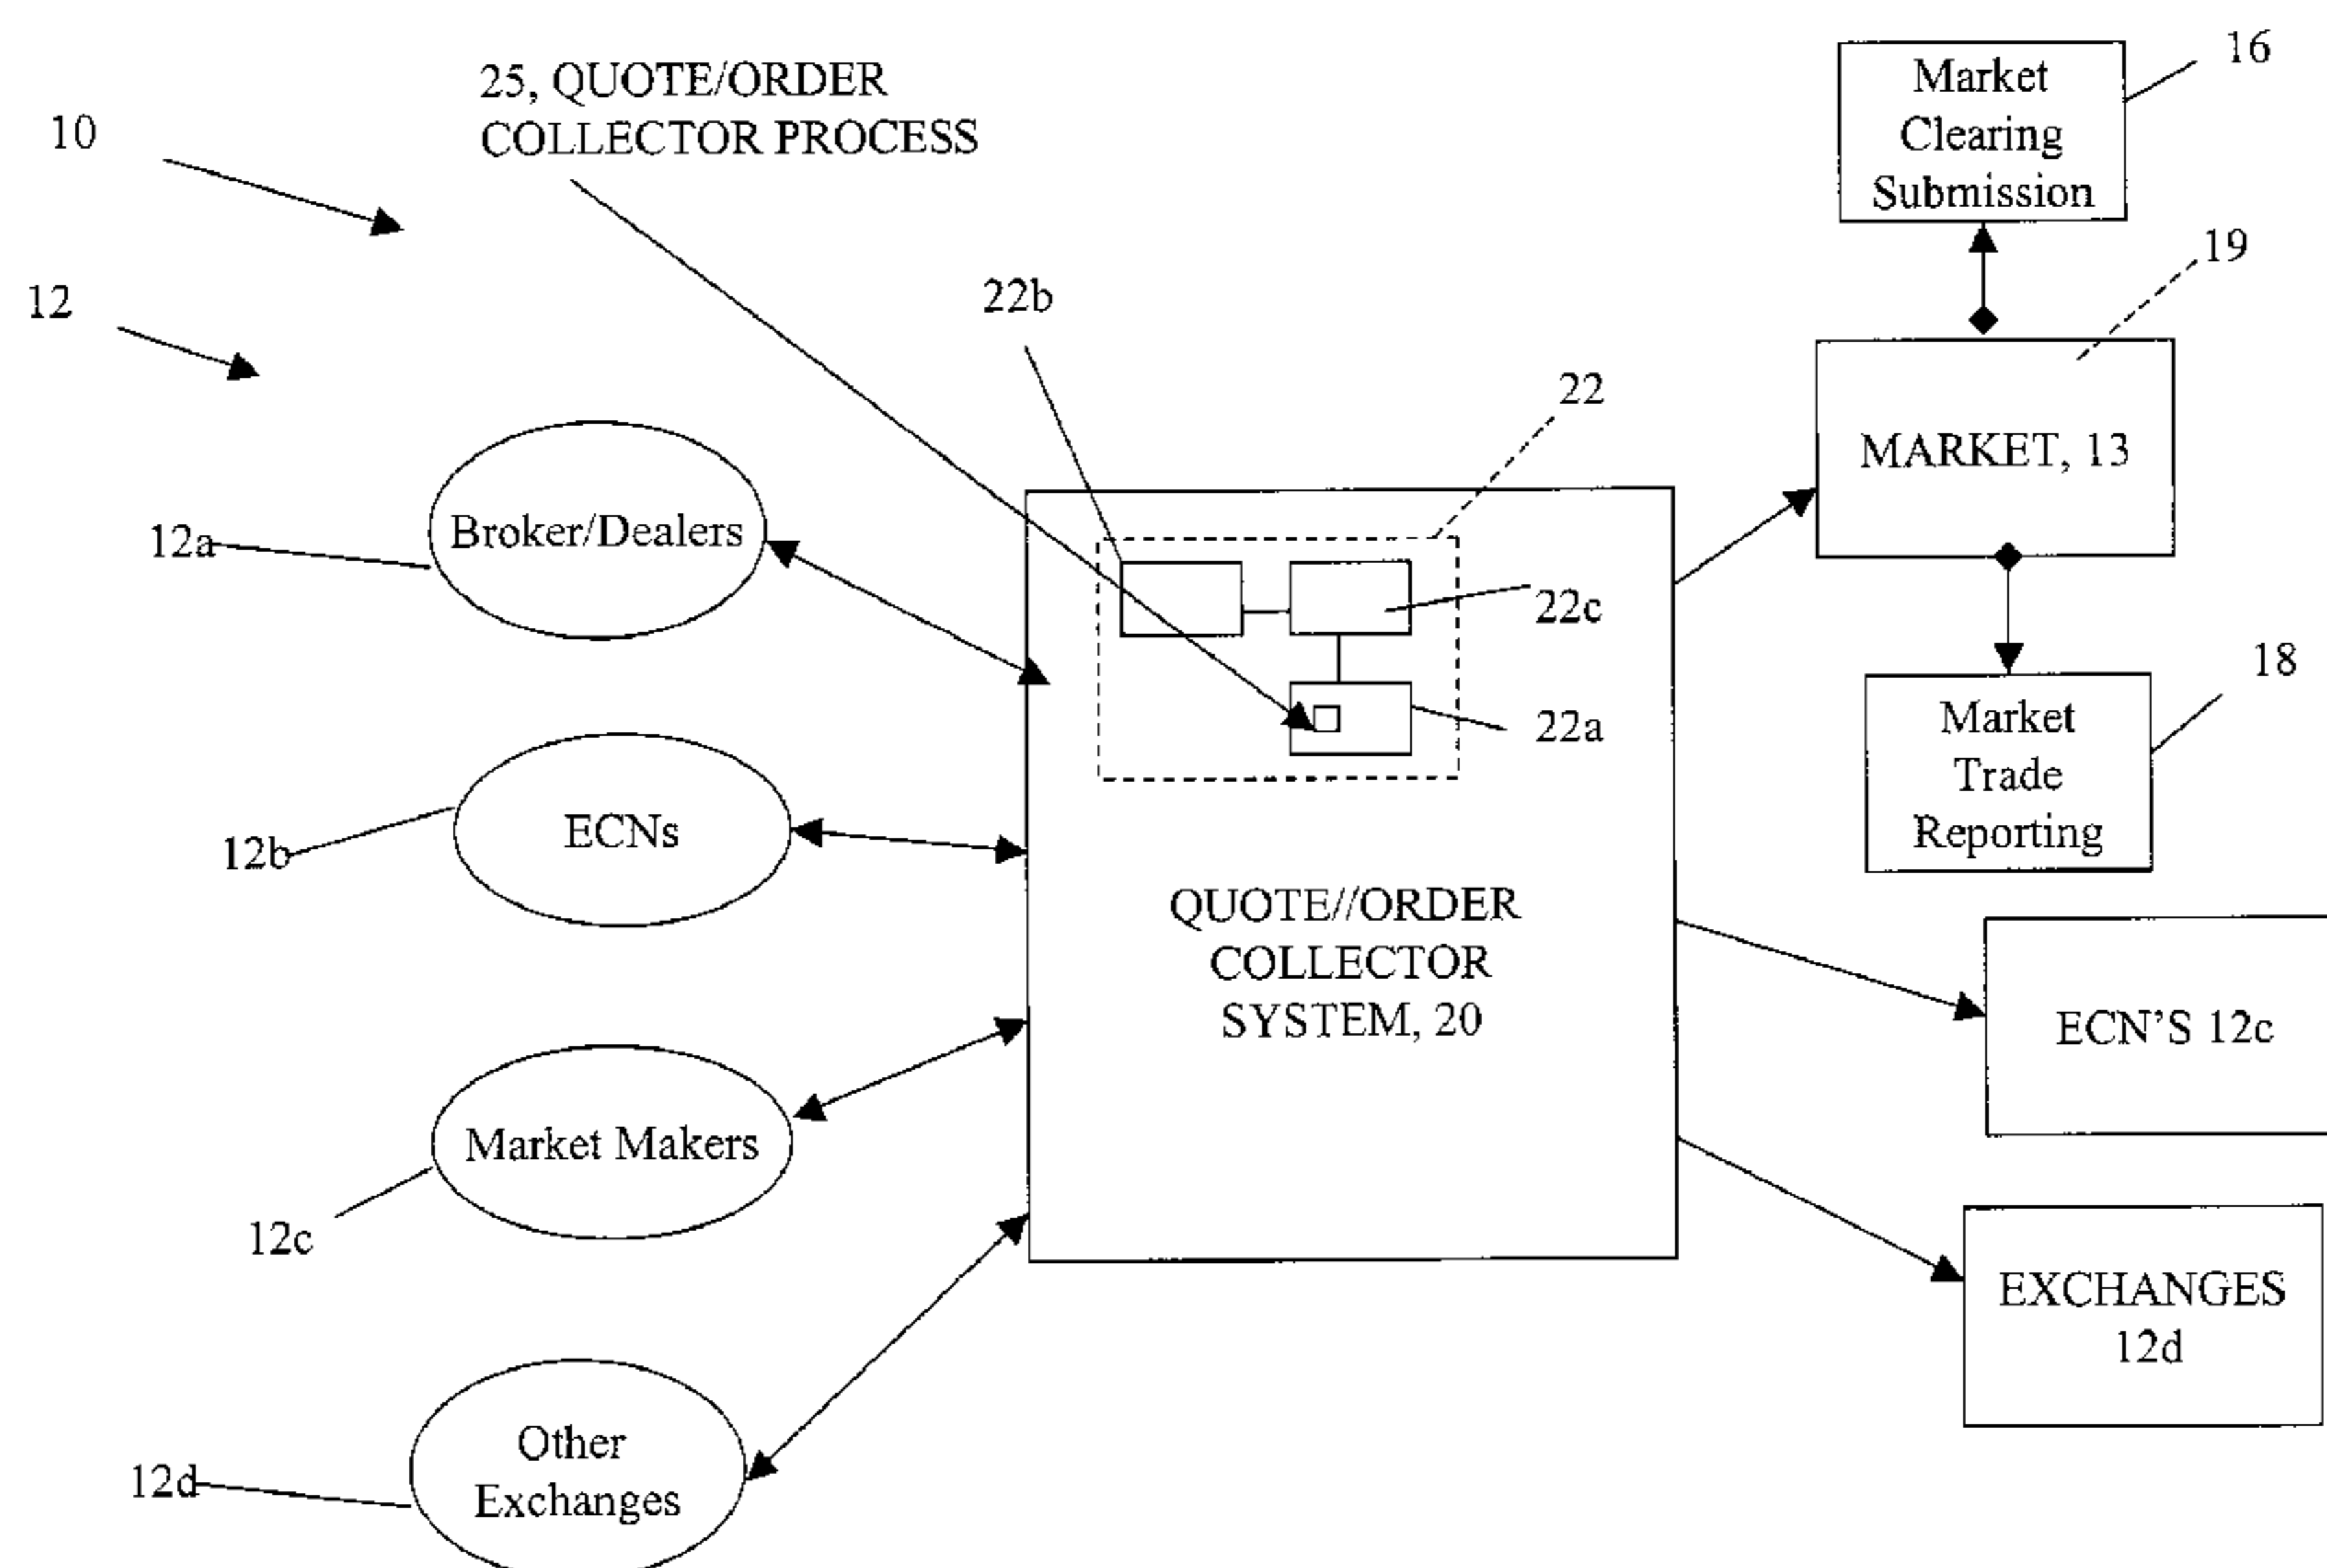 16
Market
Clearing
Submission
25, QUOTE/ORDER
COLLECTOR PROCESS
10
19
12
22b
22
MARKET, 13
Broker/Dealers
12a
22c
22a
18
Market
Trade
Reporting
ECNs
12b
QUOTE//ORDER
COLLECTOR
SYSTEM, 20
ECN'S 12c
Market Makers
12c
EXCHANGES
12d
Other
Exchanges
12d